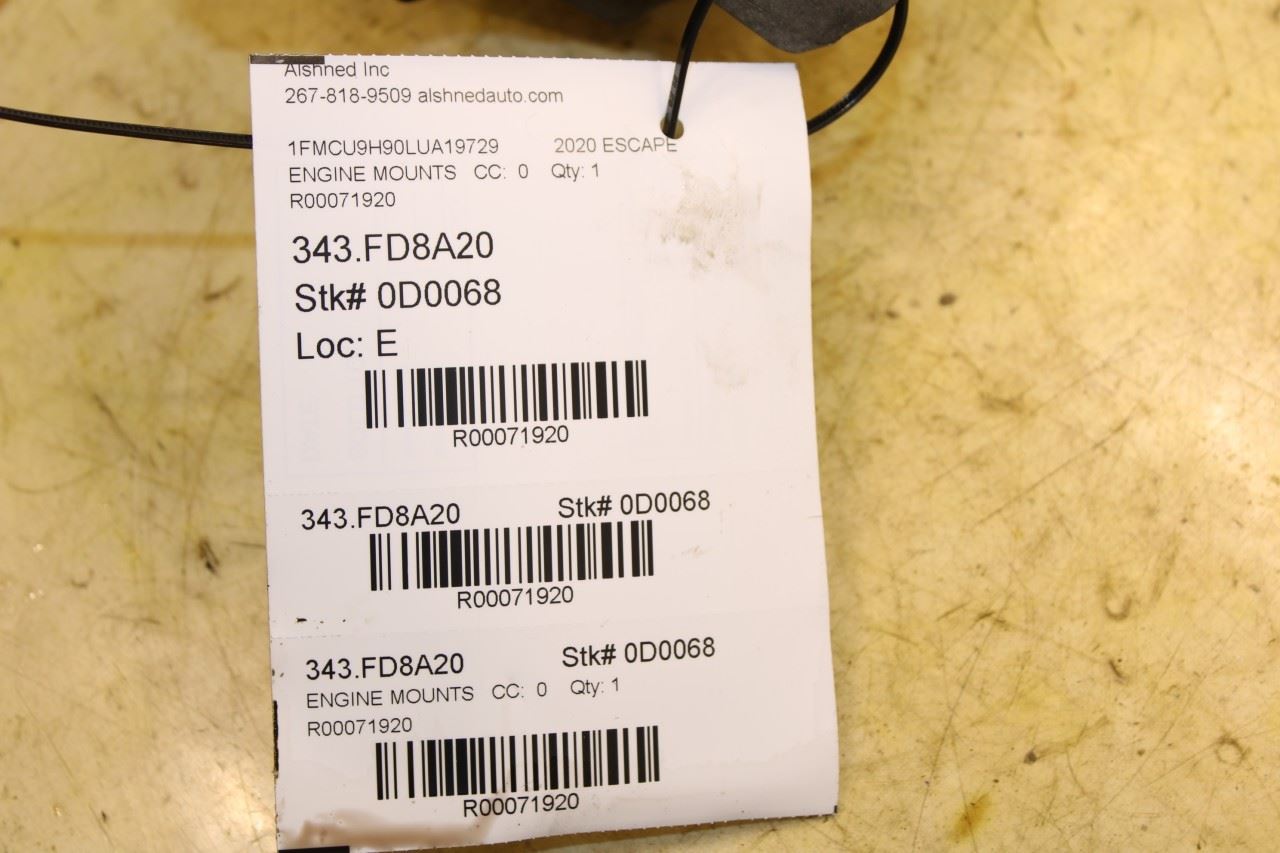 Alshned Inc
267-818-9509 alshnedauto.com
1FMCU9H90LUA19729 2020 ESCAPE
ENGINE MOUNTS CC: 0 Qty: 1
R00071920
343.FD8A20
Stk# 0D0068
Loc: E
R00071920
343.FD8A20 Stk# 0D0068
R00071920
343.FD8A20 Stk# 0D0068
ENGINE MOUNTS CC: 0 Qty: 1
R00071920
R00071920